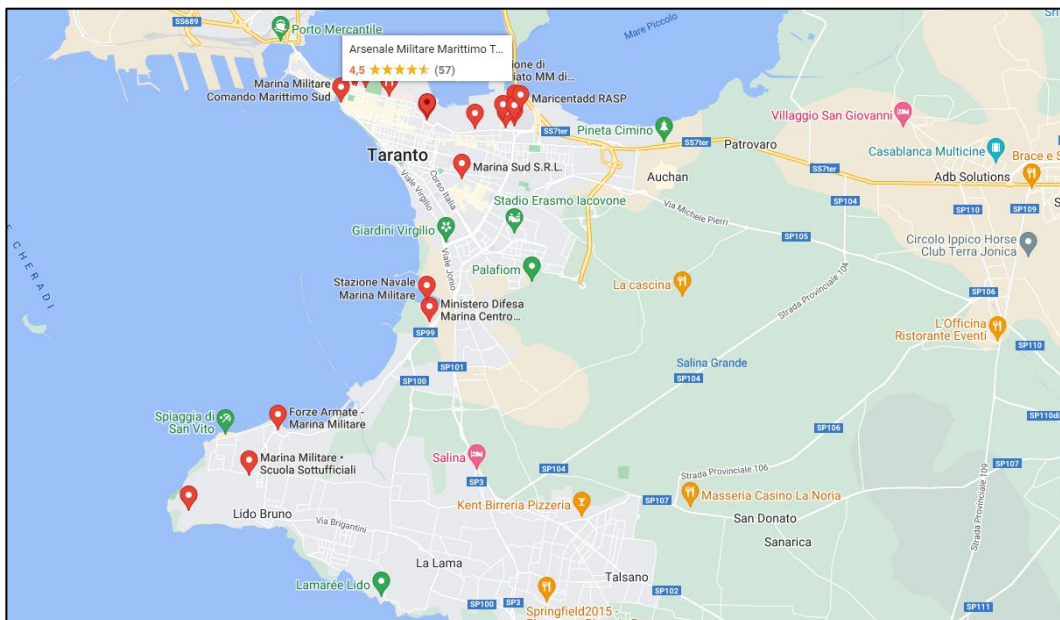 SS689
Porto Mercantile
Mare Piccolo
Arsenale Militare Marittimo T...
4,5 (57)
Marina Militare
Comando Marittimo Sud
Maricentadd RASP
SS7ter
Pineta Cimino
SS7ter
Patrovaro
Villaggio San Giovanni
Casablanca Multicine
SS7ter
Adb Solutions
Brace e S
Taranto
Marina Sud S.R.L.
Auchan
SP104
SP110
SP109
Viale Virgilio
Corso Italia
Stadio Erasmo Iacovone
Via Michele Pierri
SP105
Giardini Virgilio
Viale Jonio
Circolo Ippico Horse
Club Terra Jonica
CHERADI
Palafiom
Strada Provinciale 104
Stazione Navale
Marina Militare
La cascina
SP106
Ministero Difesa
Marina Centro...
SP99
L'Officina
Ristorante Eventi
SP110
SP100
SP101
Salina Grande
SP104
Spiaggia di
San Vito
Forze Armate -
Marina Militare
SP106
SP110di
Marina Militare •
Scuola Sottufficiali
Salina
SP104
SP3
Strada Provinciale 106
SP107
Strada Provinciale 109
SP107
Kent Birreria Pizzeria
Masseria Casino La Noria
Lido Bruno
Via Brigantini
San Donato
Sanarica
La Lama
Talsano
Lamarée Lido
SP100
SP3
SP102
SP111
Springfield2015 -